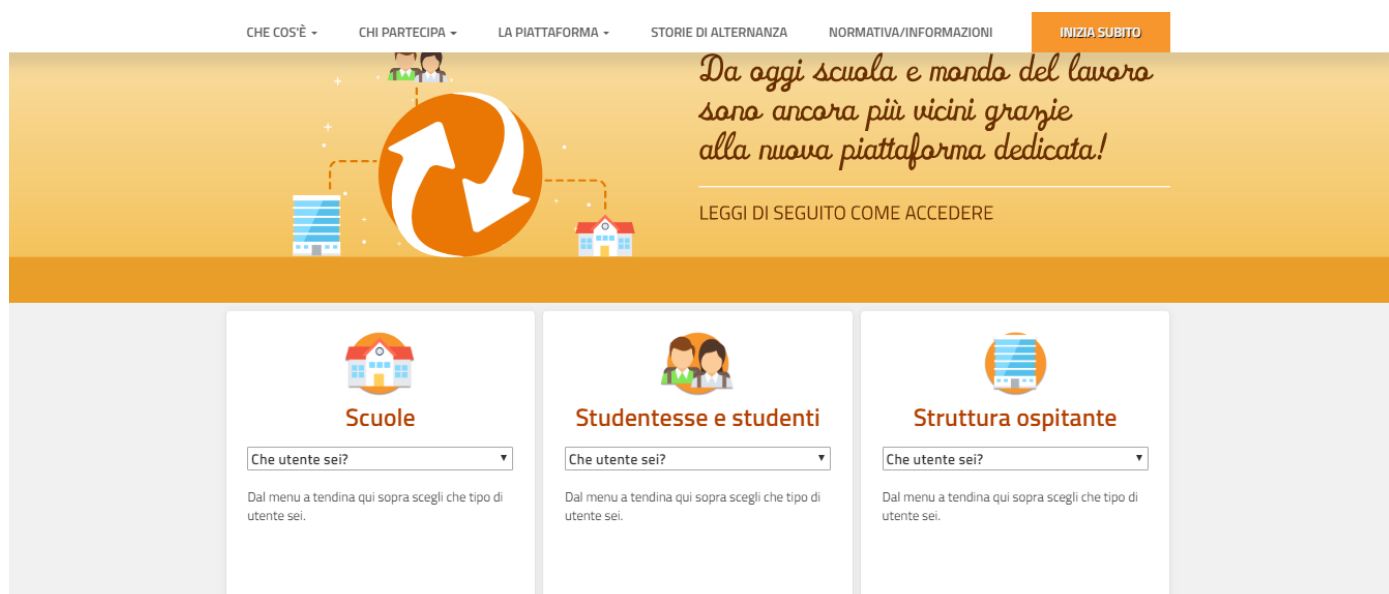 CHE COS'È CHI PARTECIPA LA PIATTAFORMA STORIE DI ALTERNANZA NORMATIVA/INFORMAZIONI INIZIA SUBITO
Da oggi scuola e mondo del lavoro
sono ancora più vicini grazie
alla nuova piattaforma dedicata!
LEGGI DI SEGUITO COME ACCEDERE
Scuole
Che utente sei?
Dal menu a tendina qui sopra scegli che tipo di
utente sei.
Studentesse e studenti
Che utente sei?
Dal menu a tendina qui sopra scegli che tipo di
utente sei.
Struttura ospitante
Che utente sei?
Dal menu a tendina qui sopra scegli che tipo di
utente sei.